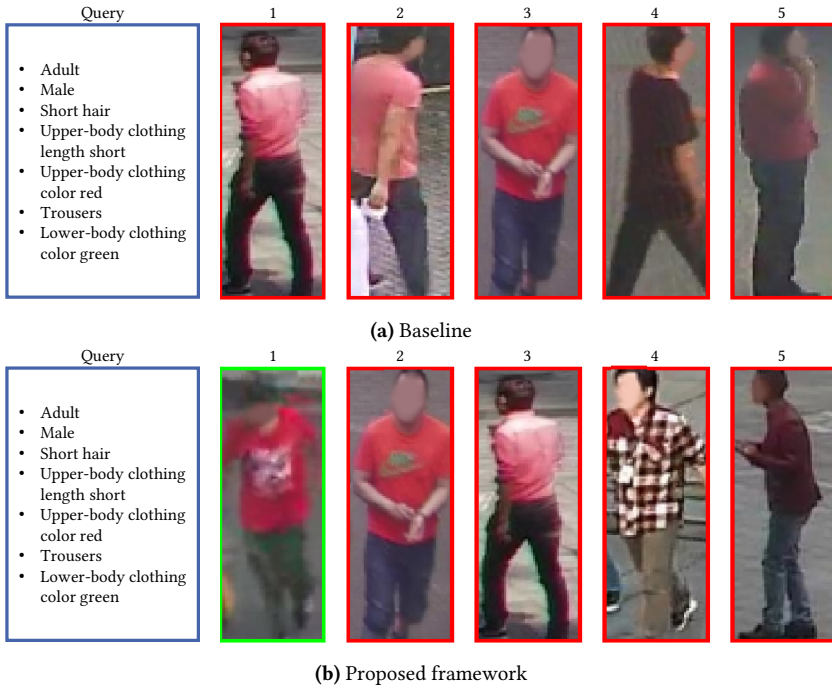 Query 1 2 3 4 5
• Adult
• Male
• Short hair
• Upper-body clothing
length short
• Upper-body clothing
color red
• Trousers
• Lower-body clothing
color green
(a) Baseline
Query 1 2 3 4 5
• Adult
• Male
• Short hair
• Upper-body clothing
length short
• Upper-body clothing
color red
• Trousers
• Lower-body clothing
color green
(b) Proposed framework